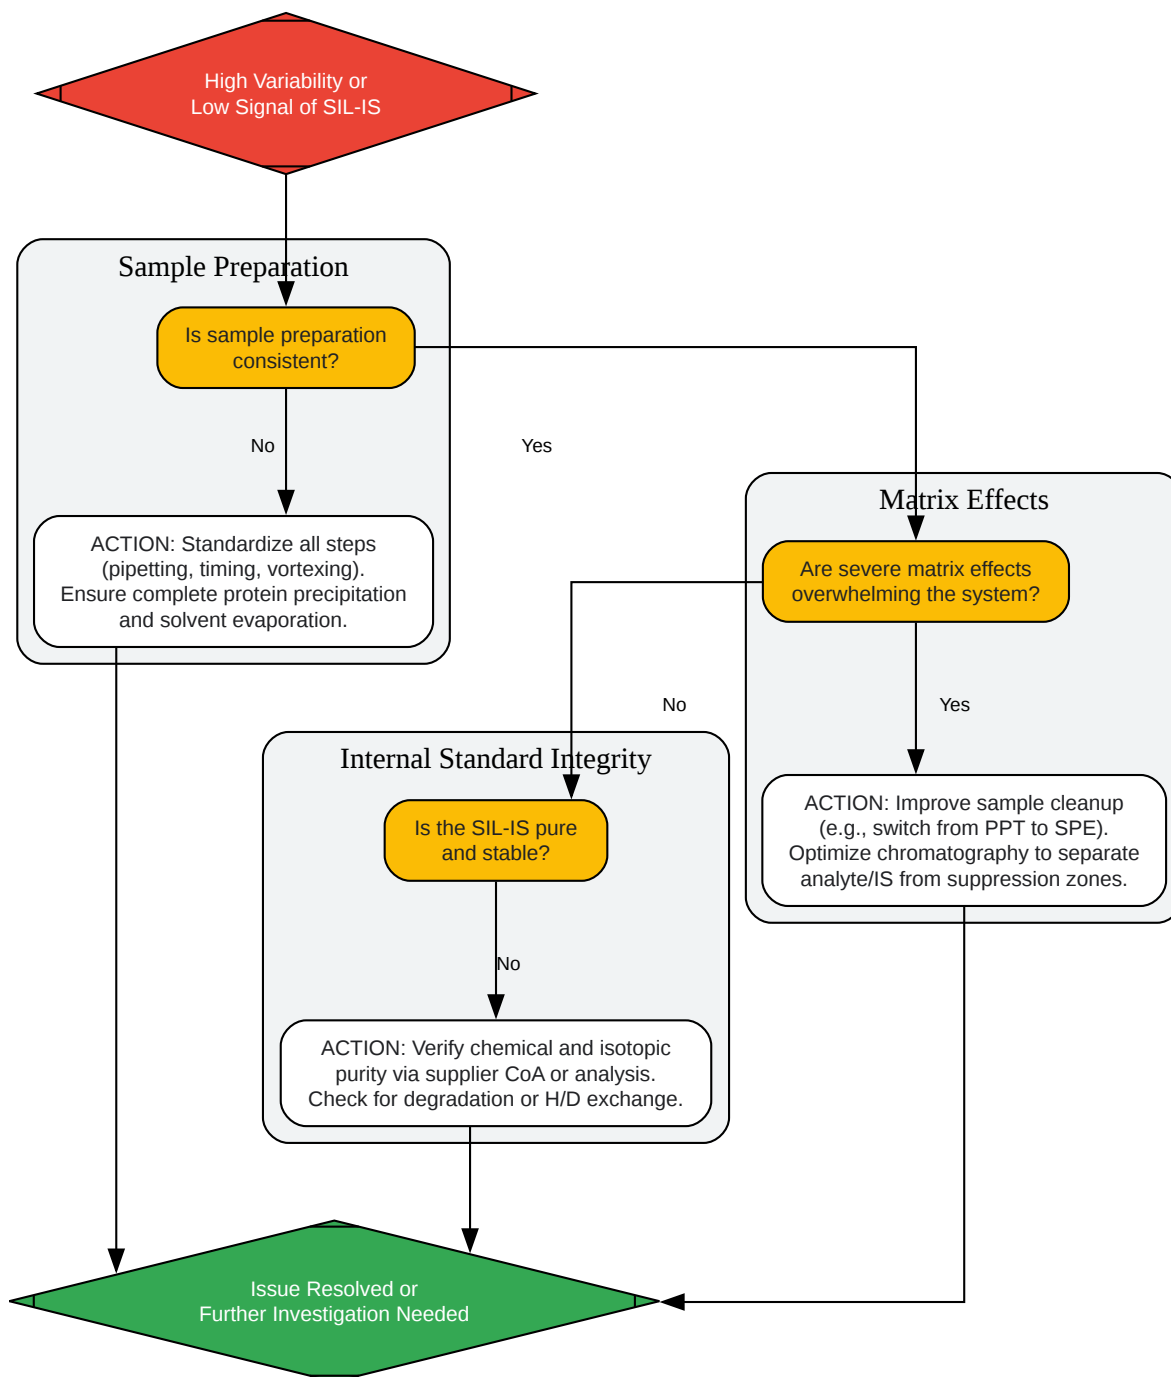 High Variability or
Low Signal of SIL-IS
Sample Preparation
Is sample preparation
consistent?
No
Yes
ACTION: Standardize all steps
(pipetting, timing, vortexing).
Ensure complete protein precipitation
and solvent evaporation.
Matrix Effects
Are severe matrix effects
overwhelming the system?
No
Yes
ACTION: Improve sample cleanup
(e.g., switch from PPT to SPE).
Optimize chromatography to separate
analyte/IS from suppression zones.
Internal Standard Integrity
Is the SIL-IS pure
and stable?
No
ACTION: Verify chemical and isotopic
purity via supplier CoA or analysis.
Check for degradation or H/D exchange.
Issue Resolved or
Further Investigation Needed